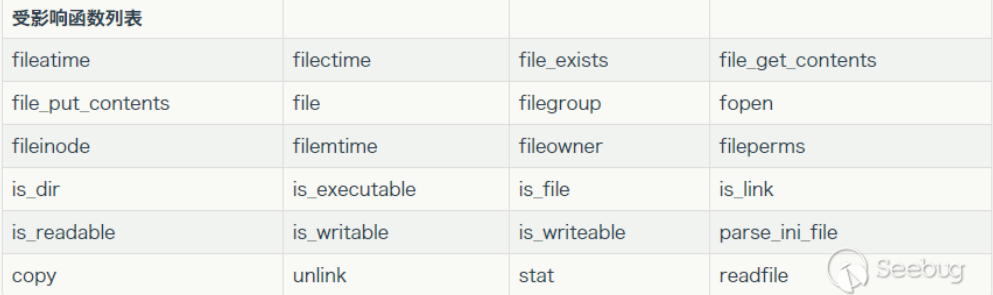 受影响函数列表
fileatime filectime file_exists file_get_contents
file_put_contents file filegroup fopen
fileinode filemtime fileowner fileperms
is_dir is_executable is_file is_link
is_readable is_writable is_writeable parse_ini_file
copy unlink stat readfile
Seebug